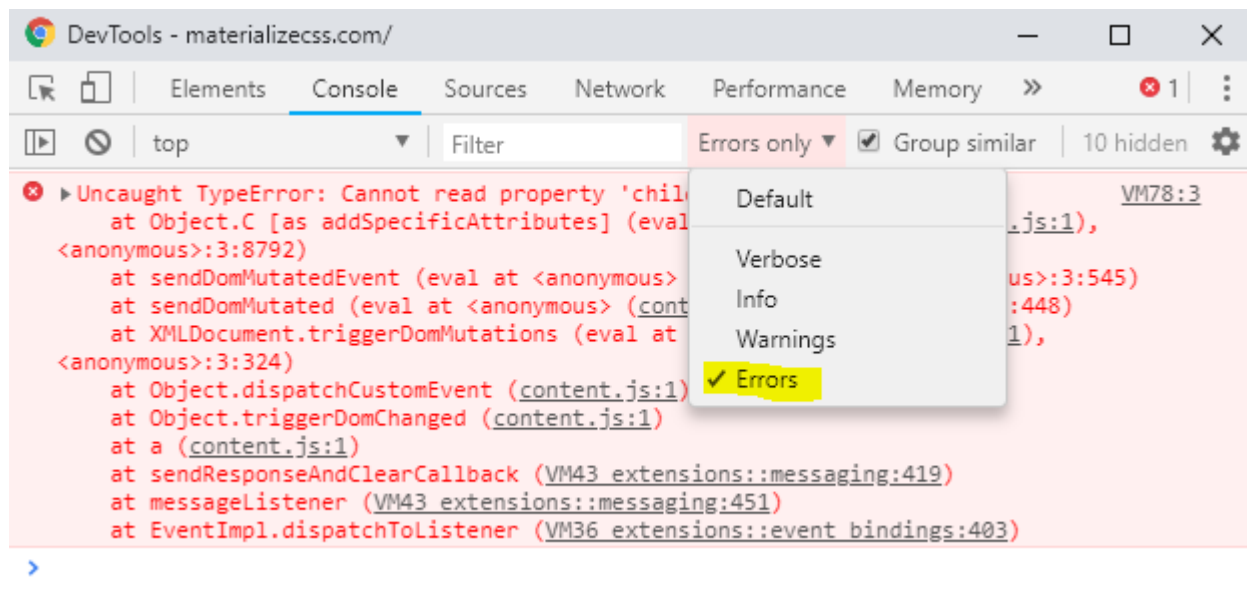 DevTools - materializecss.com/
Elements Console Sources Network Performance Memory » 1
top Filter Errors only Group similar 10 hidden
Uncaught TypeError: Cannot read property 'chil VM78:3
at Object.C [as addSpecificAttributes] (eval .js:1),
<anonymous>:3:8792)
at sendDomMutatedEvent (eval at <anonymous> us>:3:545)
at sendDomMutated (eval at <anonymous> (cont :448)
at XMLDocument.triggerDomMutations (eval at 1),
<anonymous>:3:324)
at Object.dispatchCustomEvent (content.js:1)
at Object.triggerDomChanged (content.js:1)
at a (content.js:1)
at sendResponseAndClearCallback (VM43 extensions::messaging:419)
at messageListener (VM43 extensions::messaging:451)
at EventImpl.dispatchToListener (VM36 extensions::event_bindings:403)
>
Default
Verbose
Info
Warnings
✓ Errors